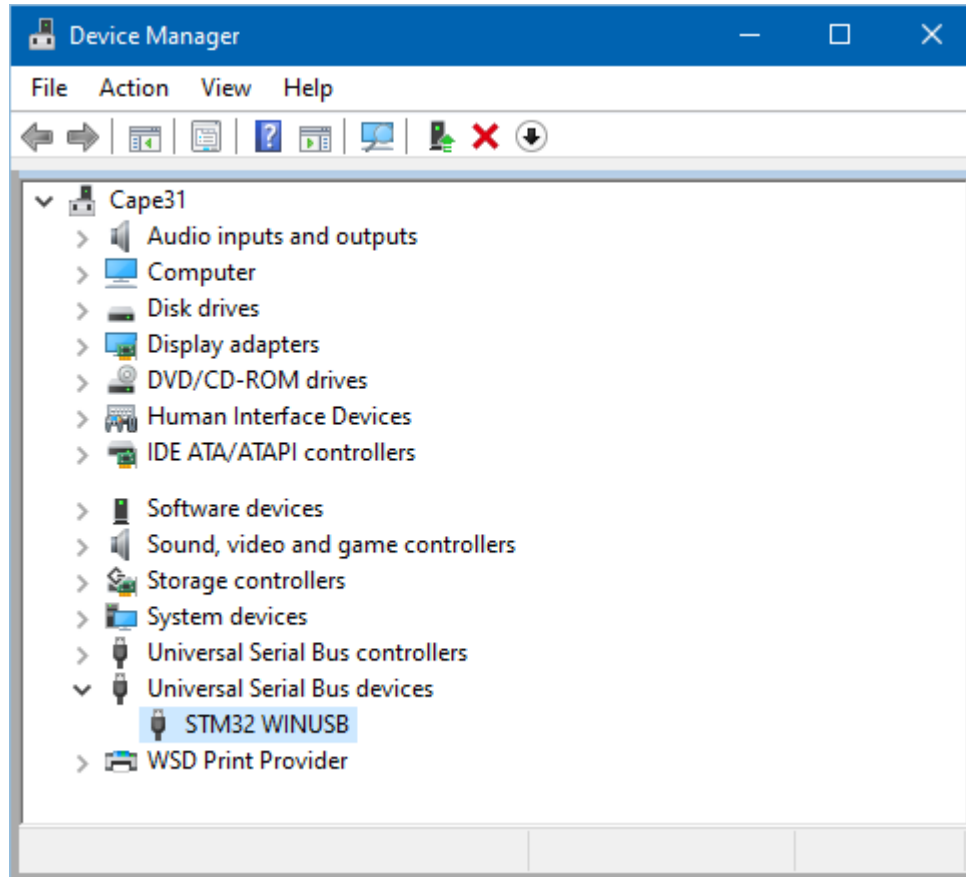 Device Manager
File Action View Help
Cape31
Audio inputs and outputs
Computer
Disk drives
Display adapters
DVD/CD-ROM drives
Human Interface Devices
IDE ATA/ATAPI controllers
Software devices
Sound, video and game controllers
Storage controllers
System devices
Universal Serial Bus controllers
Universal Serial Bus devices
STM32 WINUSB
WSD Print Provider